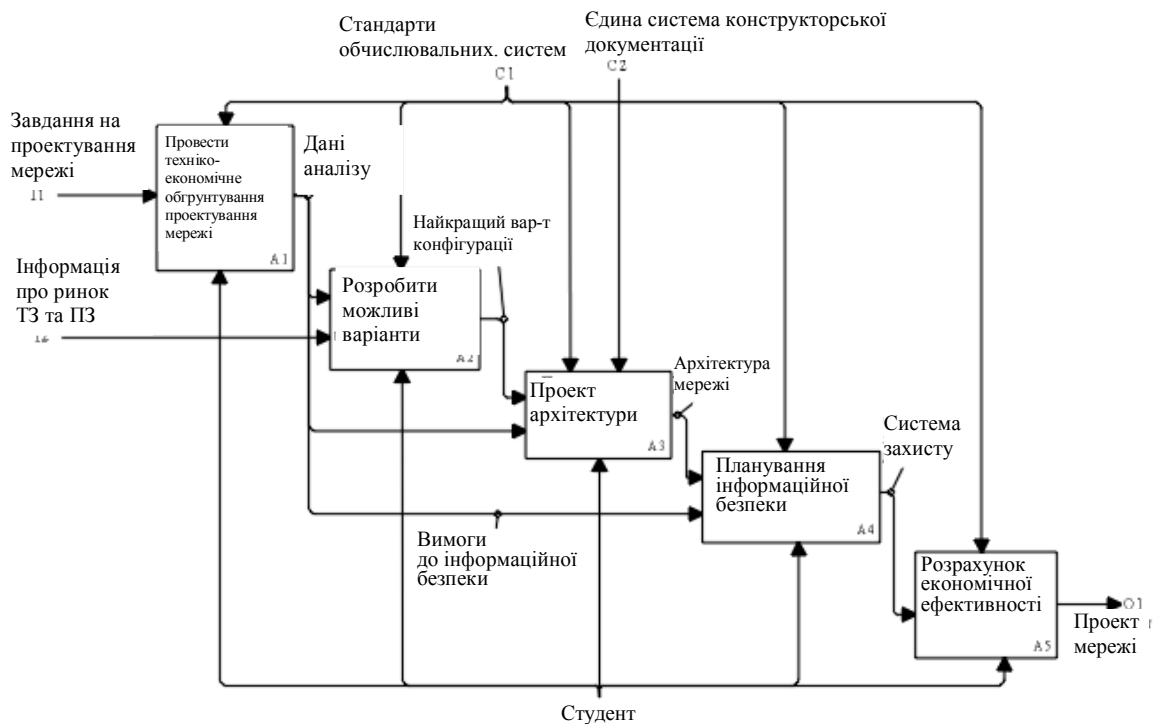 Стандарти
обчислювальних. систем
C1
Єдина система конструкторської
документації
C2
Завдання на
проектування
мережі
I1
Провести
техніко-
економічне
обгрунтування
проектування
мережі
A1
Дані
аналізу
Найкращий вар-т
конфігурації
Інформація
про ринок
ТЗ та ПЗ
Розробити
можливі
варіанти
A2
Проект
архітектури
A3
Архітектура
мережі
Планування
інформаційної
безпеки
A4
Система
захисту
Вимоги
до інформаційної
безпеки
Розрахунок
економічної
ефективності
A5
O1
Проект
мережі
Студент